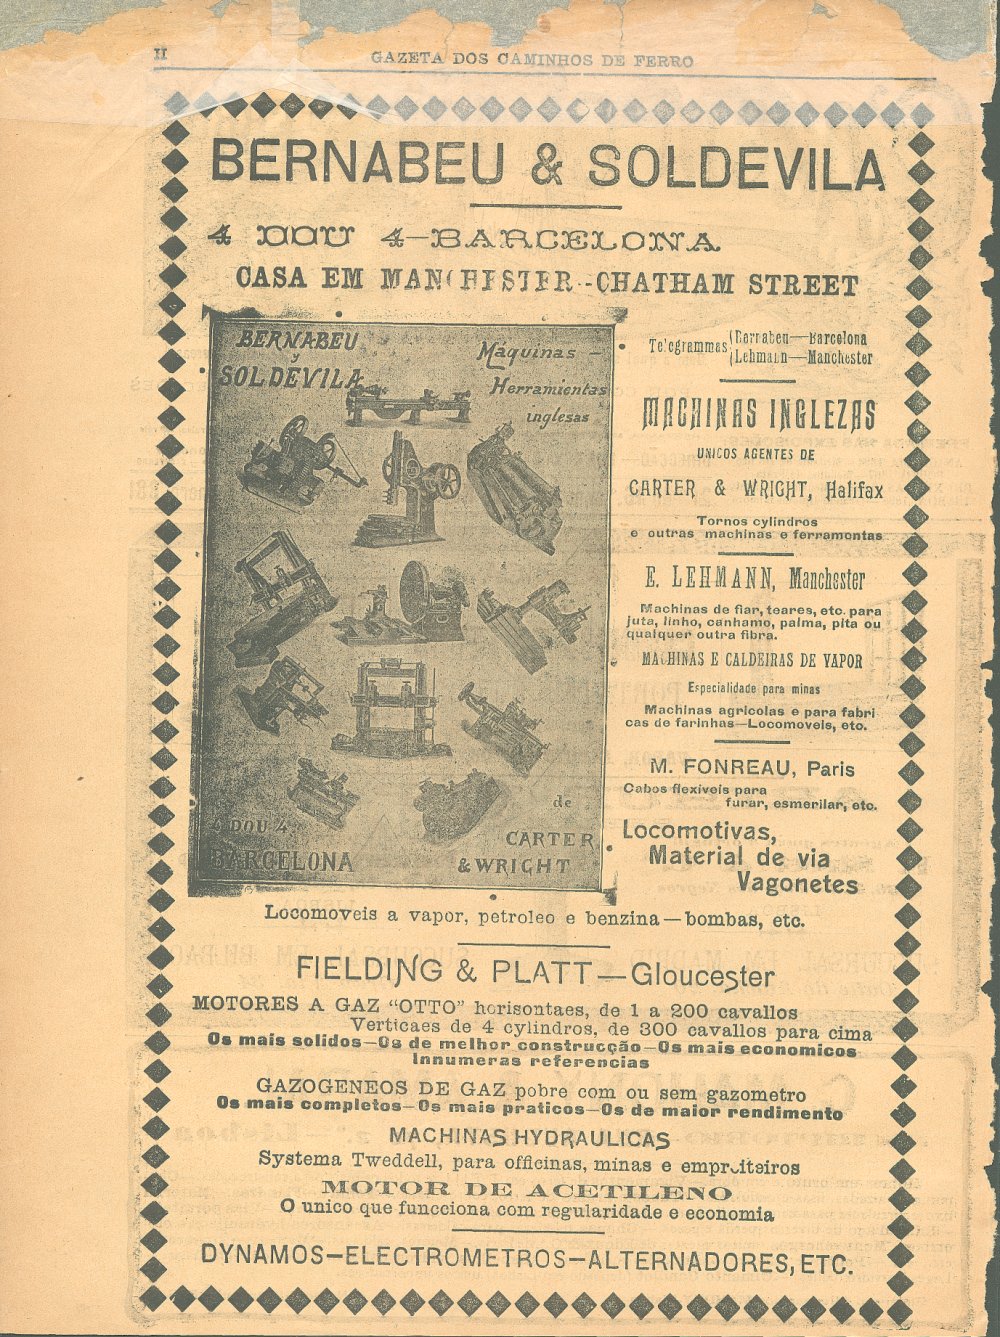 II
GAZETA DOS CAMINHOS DE FERRO
BERNABEU & SOLDEVILA
4 DOU 4—BARCELONA
CASA EM MANCHESTER--CHATHAM STREET
BERNABEU
y
SOLDEVILA
Máquinas —
Herramientas
inglesas
4 DOU 4
BARCELONA
de
CARTER
& WRIGHT
Telegrammas
Bernabeu—Barcelona
Lehmann—Manchester
MACHINAS INGLEZAS
UNICOS AGENTES DE
CARTER & WRIGHT, Halifax
Tornos cylindros
e outras machinas e ferramentas
E. LEHMANN, Manchester
Machinas de fiar, teares, etc. para
juta, linho, canhamo, palma, pita ou
qualquer outra fibra.
MACHINAS E CALDEIRAS DE VAPOR
Especialidade para minas
Machinas agricolas e para fabri
cas de farinhas—Locomoveis, etc.
M. FONREAU, Paris
Cabos flexiveis para
furar, esmerilar, etc.
Locomotivas,
Material de via
Vagonetes
Locomoveis a vapor, petroleo e benzina—bombas, etc.
FIELDING & PLATT—Gloucester
MOTORES A GAZ "OTTO" horisontaes, de 1 a 200 cavallos
Verticaes de 4 cylindros, de 300 cavallos para cima
Os mais solidos—Os de melhor construcção—Os mais economicos
Innumeras referencias
GAZOGENEOS DE GAZ pobre com ou sem gazometro
Os mais completos—Os mais praticos—Os de maior rendimento
MACHINAS HYDRAULICAS
Systema Tweddell, para officinas, minas e empreiteiros
MOTOR DE ACETILENO
O unico que funcciona com regularidade e economia
DYNAMOS—ELECTROMETROS—ALTERNADORES, ETC.